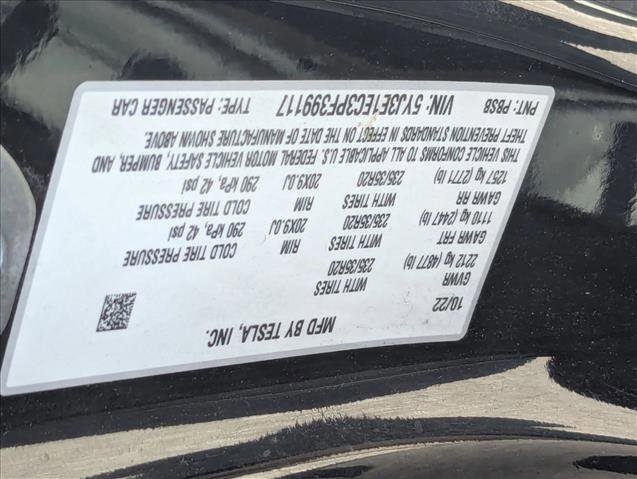 MFD BY TESLA, INC.
10/22
GVWR
2212 kg (4877 lb) WITH TIRES RIM COLD TIRE PRESSURE
GAWR FRT 235/35R20 20X9.0J 290 kPa, 42 psi
1110 kg (2447 lb) WITH TIRES RIM COLD TIRE PRESSURE
GAWR RR 235/35R20 20X9.0J 290 kPa, 42 psi
1257 kg (2771 lb)
THIS VEHICLE CONFORMS TO ALL APPLICABLE U.S. FEDERAL MOTOR VEHICLE SAFETY, BUMPER, AND
THEFT PREVENTION STANDARDS IN EFFECT ON THE DATE OF MANUFACTURE SHOWN ABOVE.
VIN: 5YJ3E1EC3PF399117 TYPE: PASSENGER CAR
PNT: PBSB